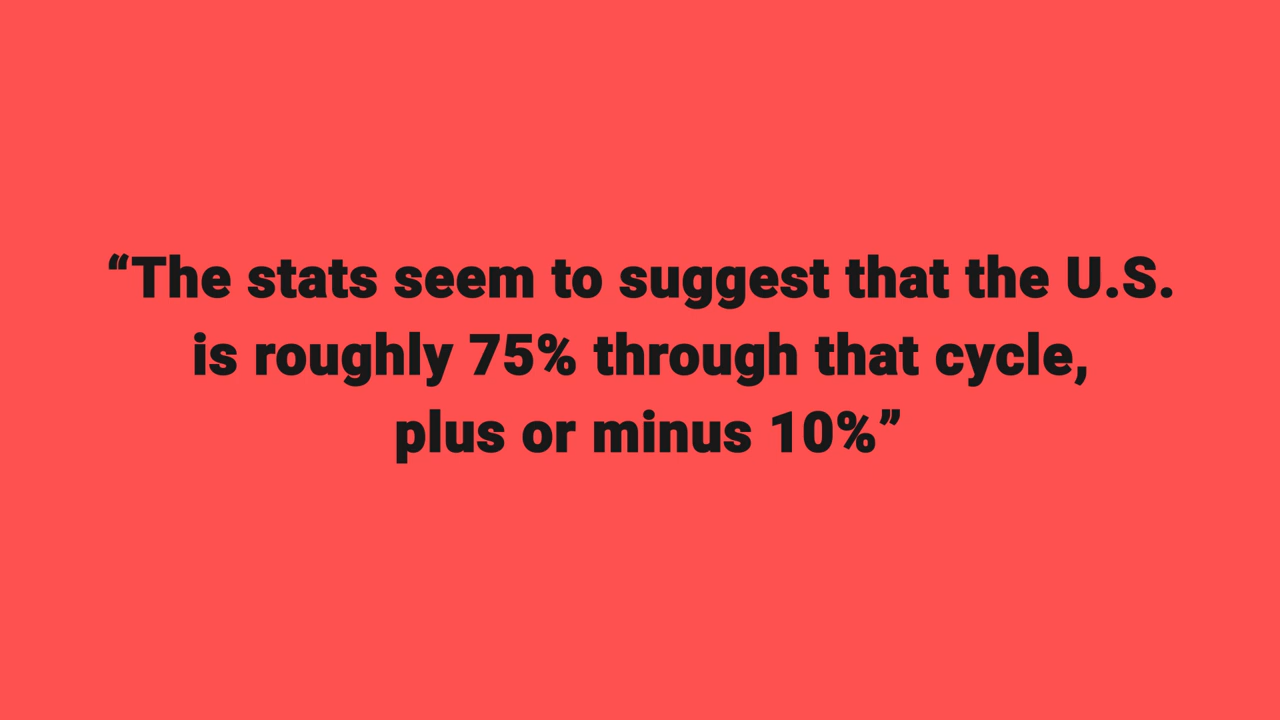 “The stats seem to suggest that the U.S.
is roughly 75% through that cycle,
plus or minus 10%”